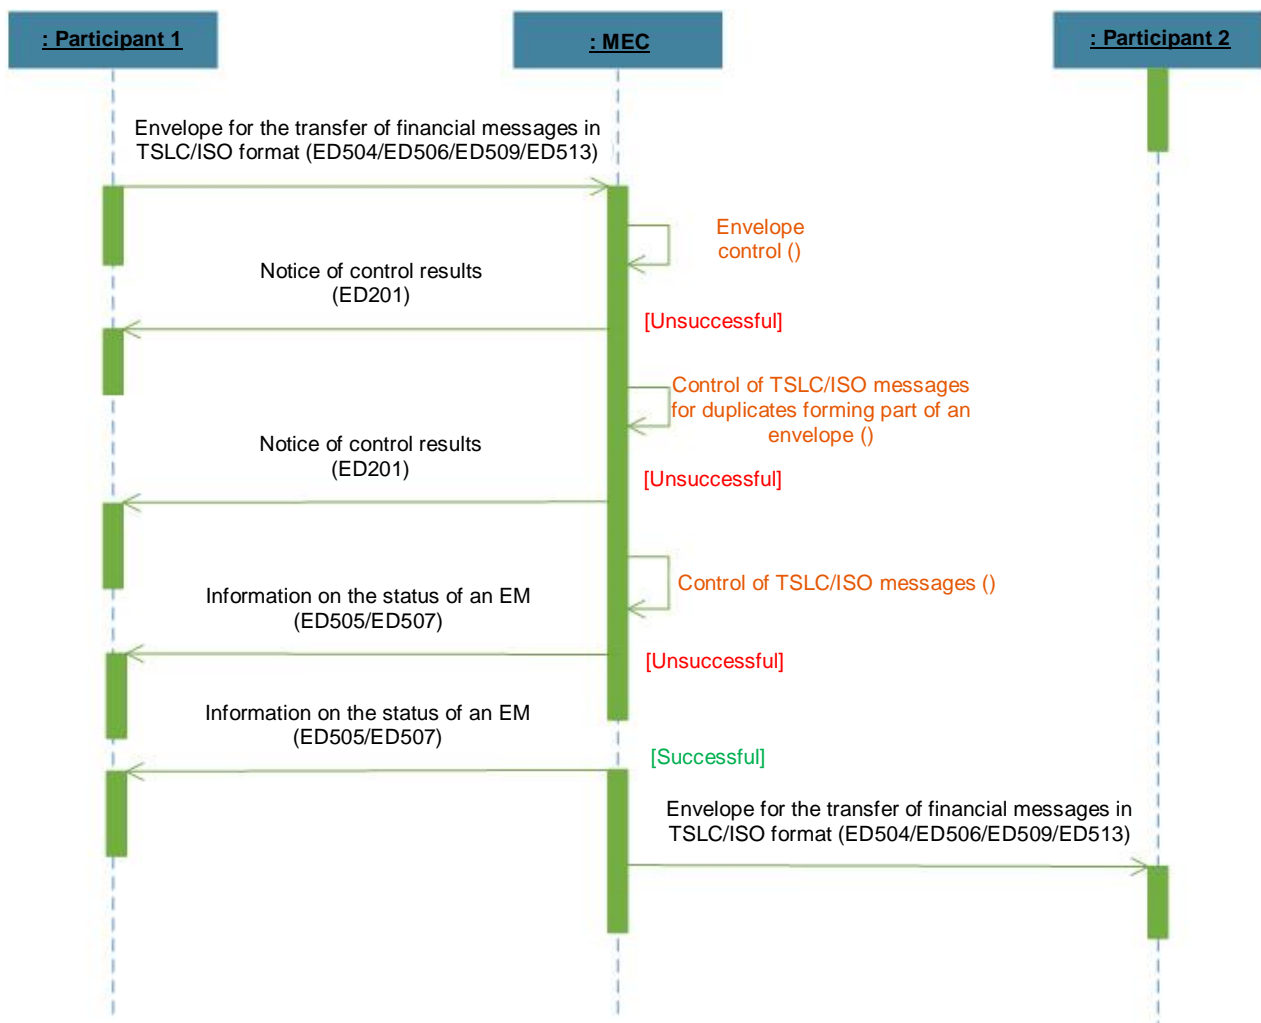 : Participant 1
: MEC
: Participant 2
Envelope for the transfer of financial messages in
TSLC/ISO format (ED504/ED506/ED509/ED513)
Envelope
control ()
Notice of control results
(ED201)
[Unsuccessful]
Control of TSLC/ISO messages
for duplicates forming part of an
envelope ()
Notice of control results
(ED201)
[Unsuccessful]
Control of TSLC/ISO messages ()
Information on the status of an EM
(ED505/ED507)
[Unsuccessful]
Information on the status of an EM
(ED505/ED507)
[Successful]
Envelope for the transfer of financial messages in
TSLC/ISO format (ED504/ED506/ED509/ED513)